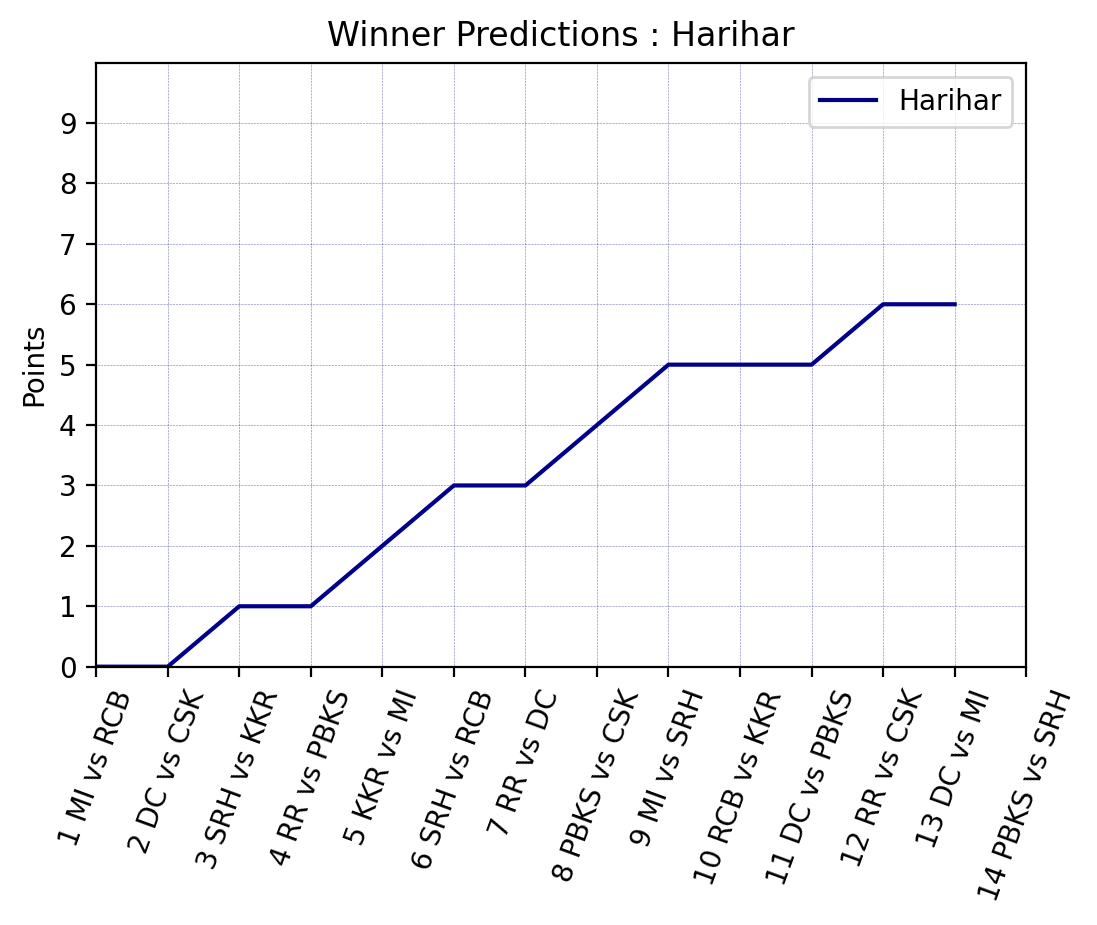 Winner Predictions : Harihar
Harihar
Points
9
8
7
6
5
4
3
2
1
0
1 MI vs RCB
2 DC vs CSK
3 SRH vs KKR
4 RR vs PBKS
5 KKR vs MI
6 SRH vs RCB
7 RR vs DC
8 PBKS vs CSK
9 MI vs SRH
10 RCB vs KKR
11 DC vs PBKS
12 RR vs CSK
13 DC vs MI
14 PBKS vs SRH